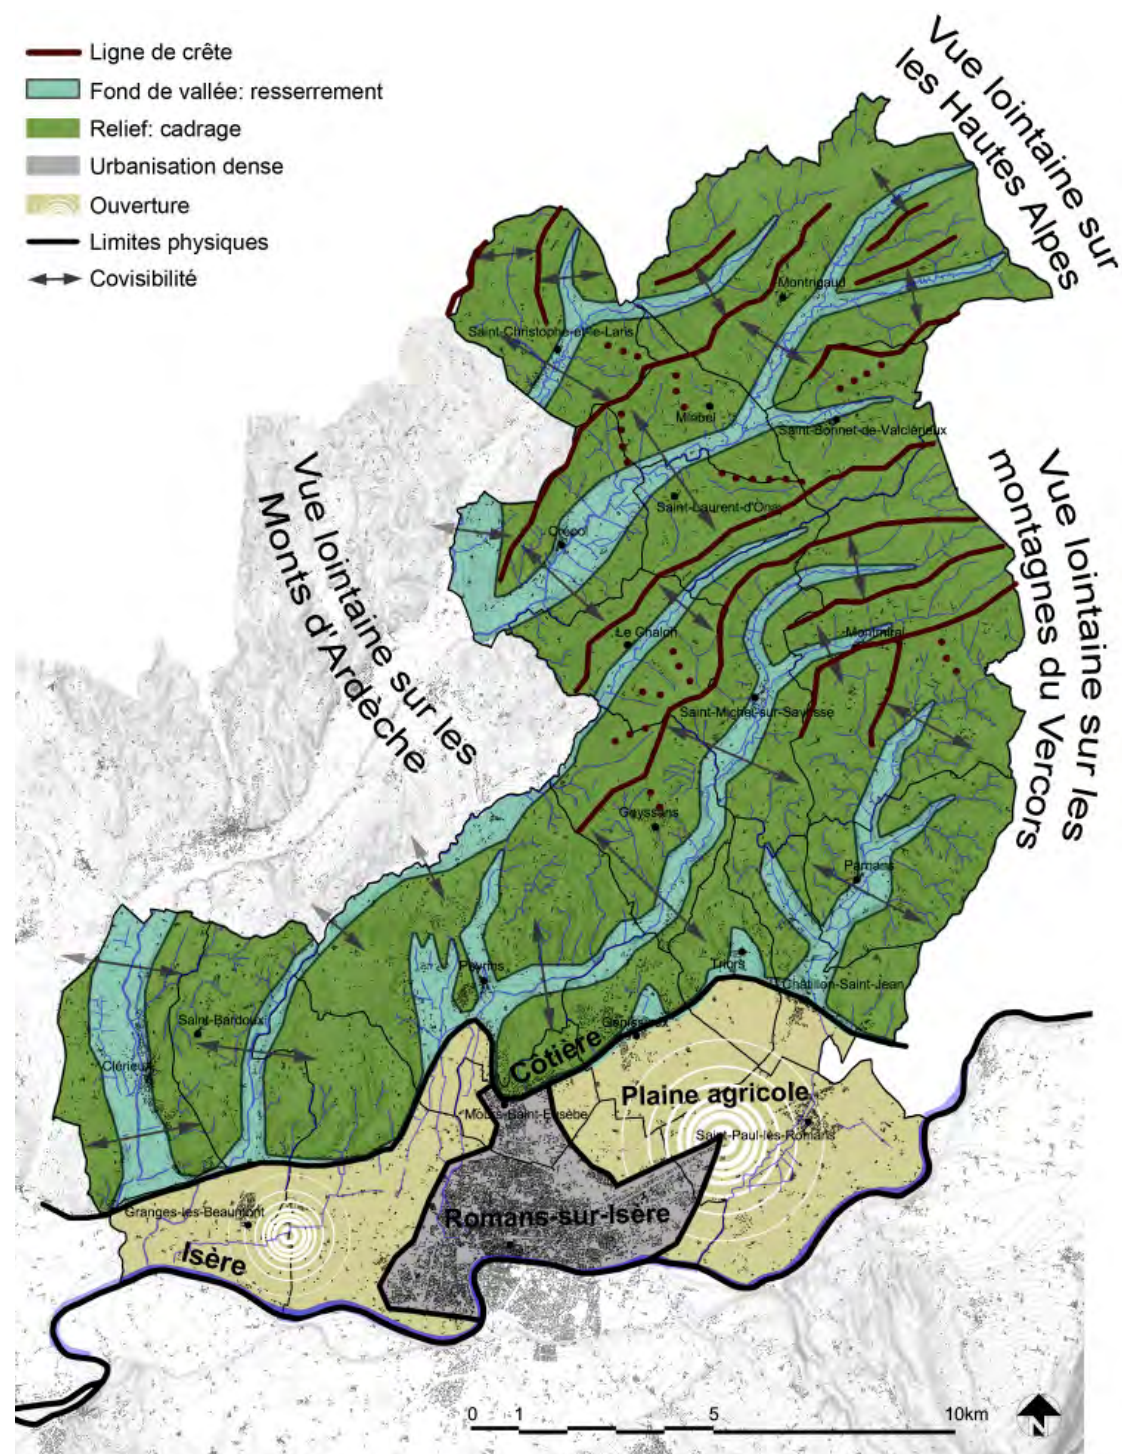 Ligne de crête
Fond de vallée: resserrement
Relief: cadrage
Urbanisation dense
Ouverture
Limites physiques
Covisibilité
Vue lointaine sur
les Hautes Alpes
Montrigaud
Saint-Christophe-et-le-Laris
Mirabel
Saint-Bonnet-de-Valclérieux
Vue lointaine sur les
Monts d'Ardèche
Vue lointaine sur les
montagnes du Vercors
Saint-Laurent-d'Onay
Crépol
Le Chalon
Montmiral
Saint-Michel-sur-Savasse
Geyssans
Parnans
Peyrins
Triors
Châtillon-Saint-Jean
Saint-Bardoux
Génissieux
Clérieux
Côtière
Plaine agricole
Mours-Saint-Eusèbe
Saint-Paul-lès-Romans
Granges-les-Beaumont
Romans-sur-Isère
Isère
0 1 5 10km